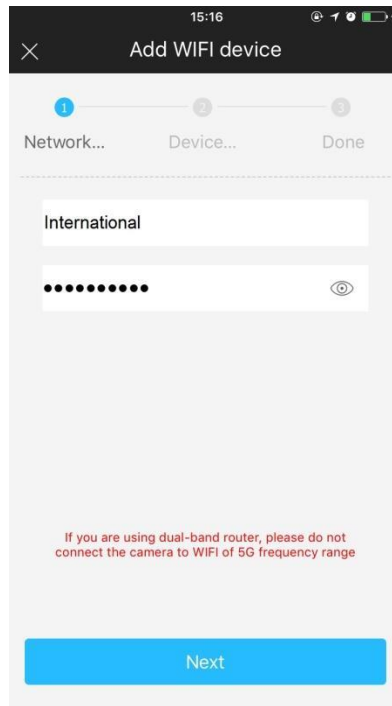 15:16
Add WIFI device
1 2 3
Network... Device... Done
International
••••••••••
If you are using dual-band router, please do not
connect the camera to WIFI of 5G frequency range
Next